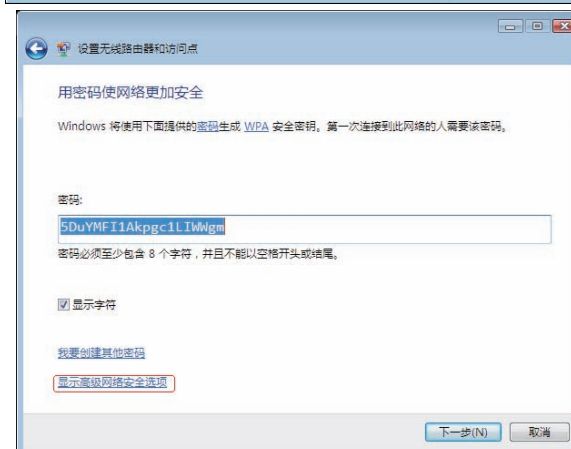 设置无线路由器和访问点
用密码使网络更加安全
Windows 将使用下面提供的密码生成 WPA 安全密钥。第一次连接到此网络的人需要该密码。
密码:
5DuYMFI1Akpgc1LIWWgm
密码必须至少包含 8 个字符，并且不能以空格开头或结尾。
显示字符
我要创建其他密码
显示高级网络安全选项
下一步(N) 取消